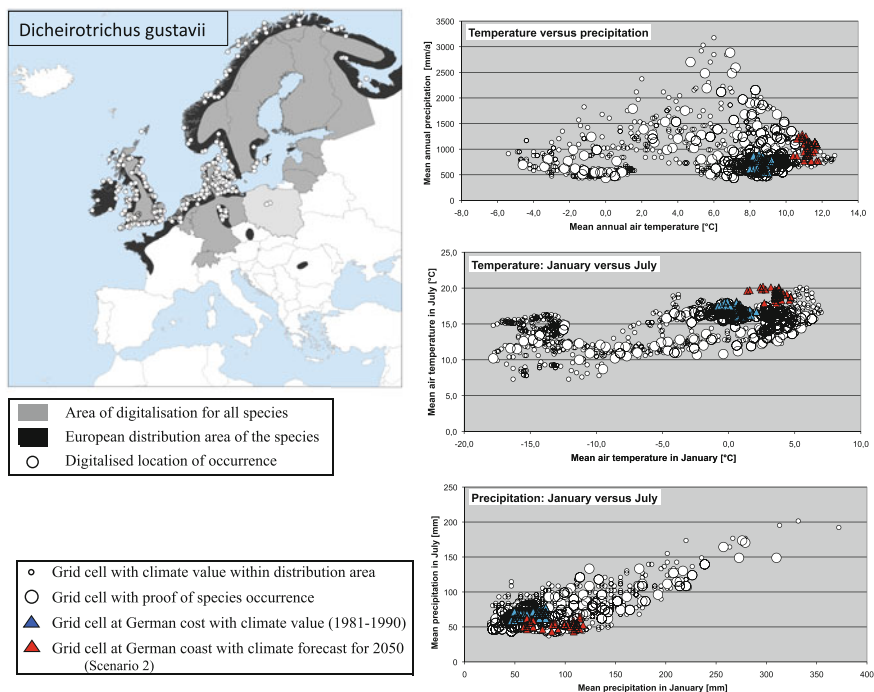 Dicheirotrichus gustavii
Area of digitalisation for all species
European distribution area of the species
Digitalised location of occurrence
Grid cell with climate value within distribution area
Grid cell with proof of species occurrence
Grid cell at German cost with climate value (1981-1990)
Grid cell at German coast with climate forecast for 2050
(Scenario 2)
Temperature versus precipitation
Mean annual precipitation [mm/a]
3500
3000
2500
2000
1500
1000
500
0
-8,0 -6,0 -4,0 -2,0 0,0 2,0 4,0 6,0 8,0 10,0 12,0 14,0
Mean annual air temperature [°C]
Temperature: January versus July
Mean air temperature in July [°C]
25,0
20,0
15,0
10,0
5,0
0,0
-20,0 -15,0 -10,0 -5,0 0,0 5,0 10,0
Mean air temperature in January [°C]
Precipitation: January versus July
Mean precipitation in July [mm]
250
200
150
100
50
0
0 50 100 150 200 250 300 350 400
Mean precipitation in January [mm]